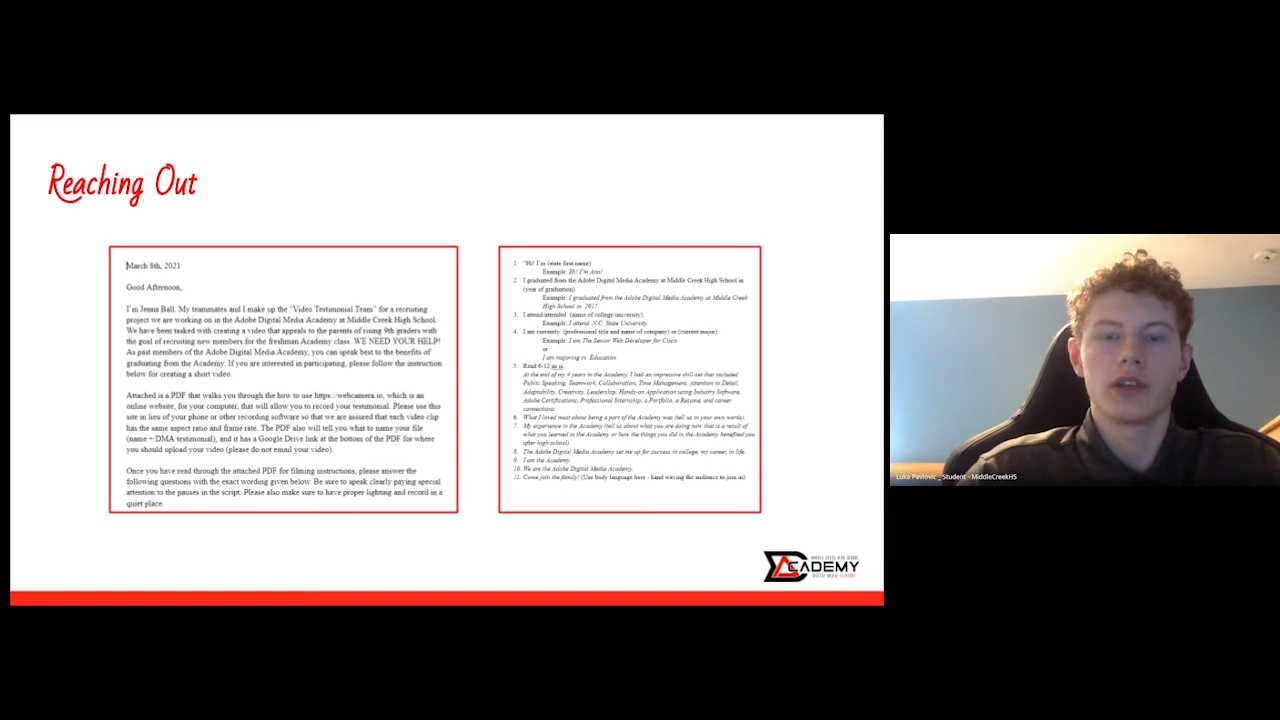 Reaching Out
March 8th, 2021
Good Afternoon,
I'm Jenna Ball. My teammates and I make up the "Video Testimonial Team" for a recruiting
project we are working on in the Adobe Digital Media Academy at Middle Creek High School.
We have been tasked with creating a video that appeals to the parents of rising 9th graders with
the goal of recruiting new members for the freshman Academy class. WE NEED YOUR HELP!
As past members of the Adobe Digital Media Academy, you can speak best to the benefits of
graduating from the Academy. If you are interested in participating, please follow the instruction
below for creating a short video.
Attached is a PDF that walks you through the how to use https://webcamera.io, which is an
online website, for your computer, that will allow you to record your testimonial. Please use this
site in lieu of your phone or other recording software so that we are assured that each video clip
has the same aspect ratio and frame rate. The PDF also will tell you what to name your file
(name + DMA testimonial), and it has a Google Drive link at the bottom of the PDF for where
you should upload your video (please do not email your video).
Once you have read through the attached PDF for filming instructions, please answer the
following questions with the exact wording given below. Be sure to speak clearly paying special
attention to the pauses in the script. Please also make sure to have proper lighting and record in a
quiet place.
1. "Hi! I'm (state first name)
Example: Hi! I'm Ann!
2. I graduated from the Adobe Digital Media Academy at Middle Creek High School in
(year of graduation)
Example: I graduated from the Adobe Digital Media Academy at Middle Creek
High School in 2017.
3. I attend/attended (name of college/university).
Example: I attend N.C. State University.
4. I am currently (professional title and name of company) or (current major)
Example: I am The Senior Web Developer for Cisco
or
I am majoring in Education
5. Read 6-12 as is:
At the end of my 4 years in the Academy, I had an impressive skill-set that included
Public Speaking, Teamwork, Collaboration, Time Management, Attention to Detail,
Adaptability, Creativity, Leadership, Hands-on Application using Industry Software,
Adobe Certifications, Professional Internship, a Portfolio, a Resume, and career
connections.
6. What I loved most about being a part of the Academy was (tell us in your own words).
7. My experience in the Academy (tell us about what you are doing now that is a result of
what you learned in the Academy or how the things you did in the Academy benefited you
after high school).
8. The Adobe Digital Media Academy set me up for success in college, my career, in life.
9. I am the Academy.
10. We are the Adobe Digital Media Academy.
11. Come join the family! (Use body language here - hand waving the audience to join us).
MIDDLE CREEK HIGH SCHOOL
ACADEMY
DIGITAL MEDIA ACADEMY
Luka Pavlovic _ Student - MiddleCreekHS